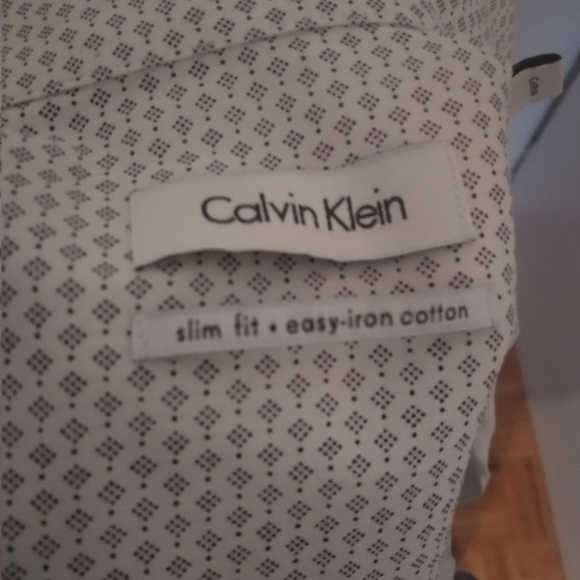 Calvin Klein
slim fit • easy-iron cotton